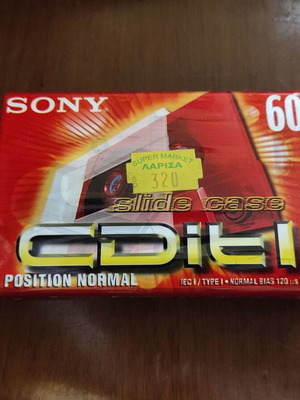 SONY
60
SUPER MARKET
ΛΑΡΙΣΑ
320
slide case
CDit I
POSITION NORMAL
IEC I / TYPE I • NORMAL BIAS 120 µs